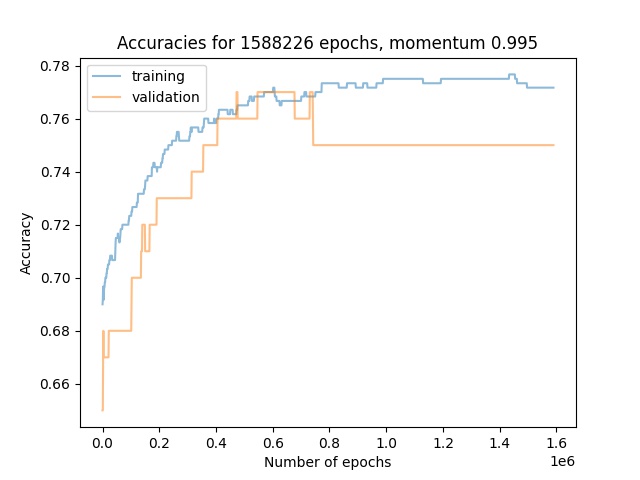 Accuracies for 1588226 epochs, momentum 0.995
training
validation
Accuracy
0.78
0.76
0.74
0.72
0.70
0.68
0.66
0.0 0.2 0.4 0.6 0.8 1.0 1.2 1.4 1.6
1e6
Number of epochs